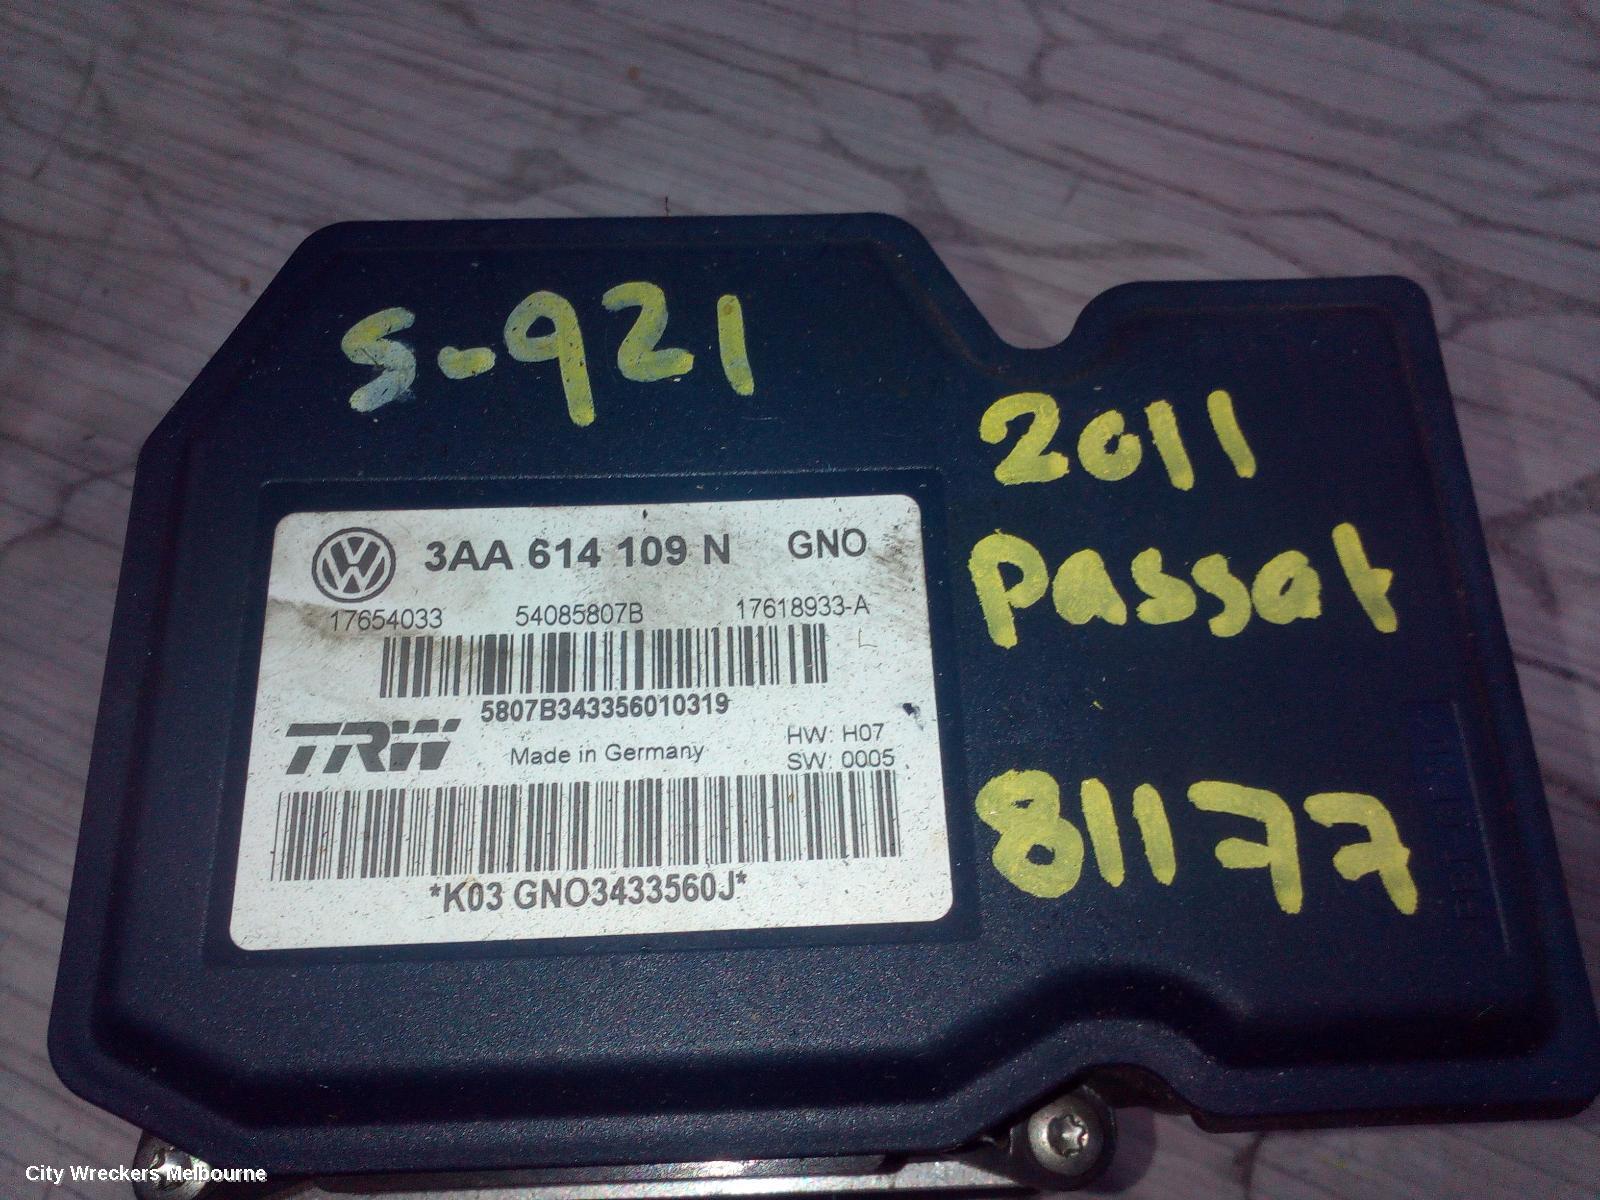 S-921
2011
Passat
81177
3AA 614 109 N GNO
17654033 54085807B 17618933-A
L
5807B343356010319
TRW
Made in Germany
HW: H07
SW: 0005
*K03 GNO3433560J*
City Wreckers Melbourne